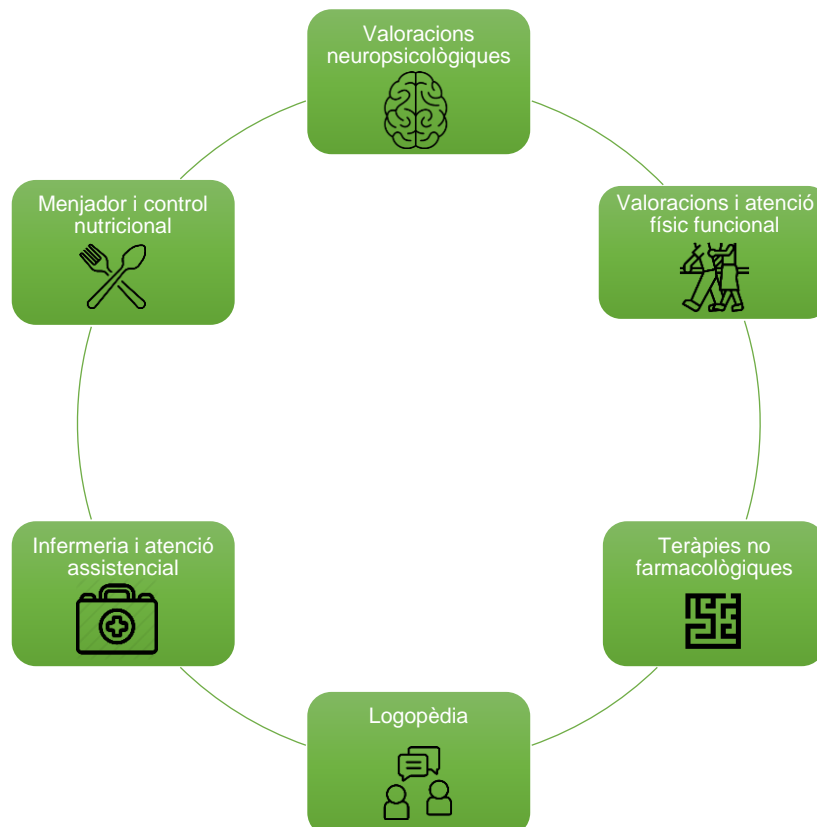 Valoracions
neuropsicològiques
Valoracions i atenció
físic funcional
Teràpies no
farmacològiques
Logopèdia
Infermeria i atenció
assistencial
Menjador i control
nutricional